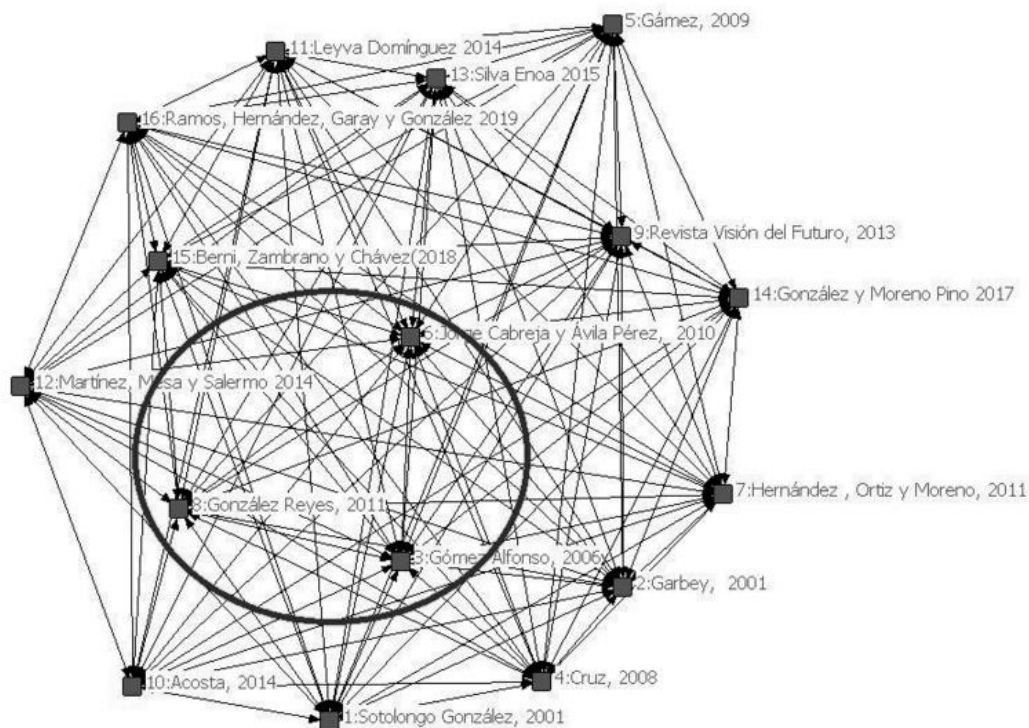 5:Gámez, 2009
11:Leyva Domínguez 2014
13:Silva Enoa 2015
16:Ramos, Hernández, Garay y González 2019
9:Revista Visión del Futuro, 2013
15:Berni, Zambrano y Chávez(2018
14:González y Moreno Pino 2017
6:Jorge Cabreja y Ávila Pérez, 2010
12:Martínez, Mesa y Salermo 2014
7:Hernández , Ortiz y Moreno, 2011
8:González Reyes, 2011
3:Gómez Alfonso, 2006x
2:Garbey, 2001
10:Acosta, 2014
4:Cruz, 2008
1:Sotolongo González, 2001